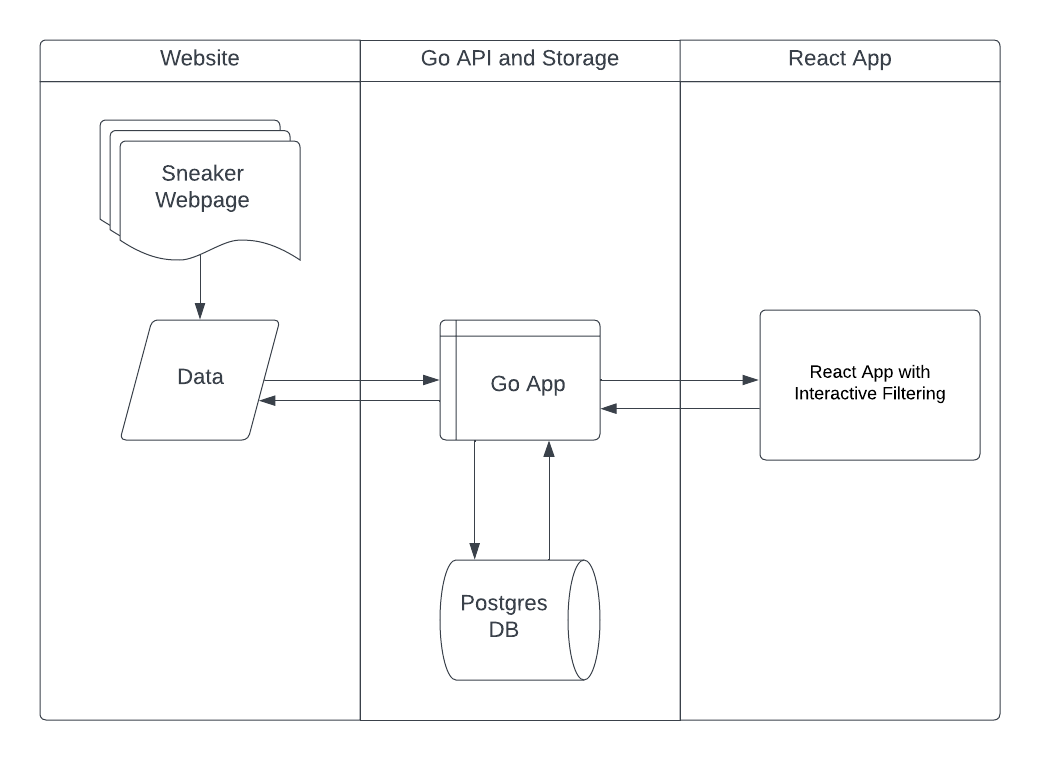 Website
Go API and Storage
React App
Sneaker
Webpage
Data
Go App
React App with
Interactive Filtering
Postgres
DB